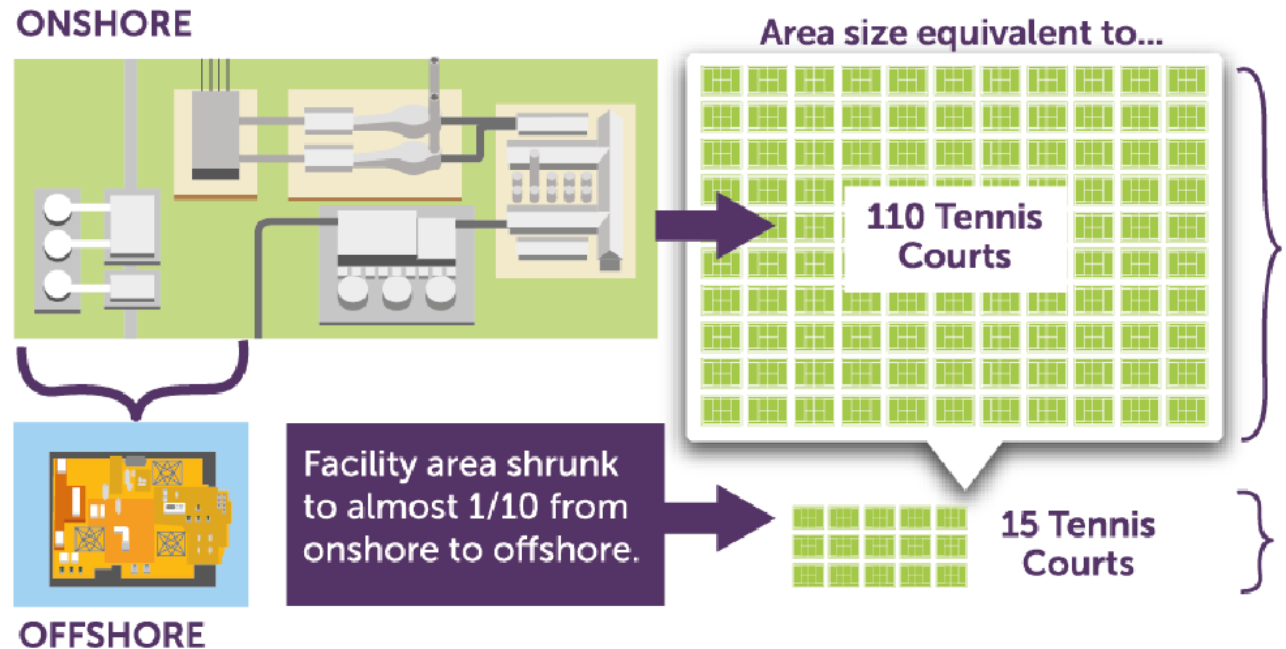 ONSHORE
Area size equivalent to...
110 Tennis
Courts
Facility area shrunk
to almost 1/10 from
onshore to offshore.
15 Tennis
Courts
OFFSHORE